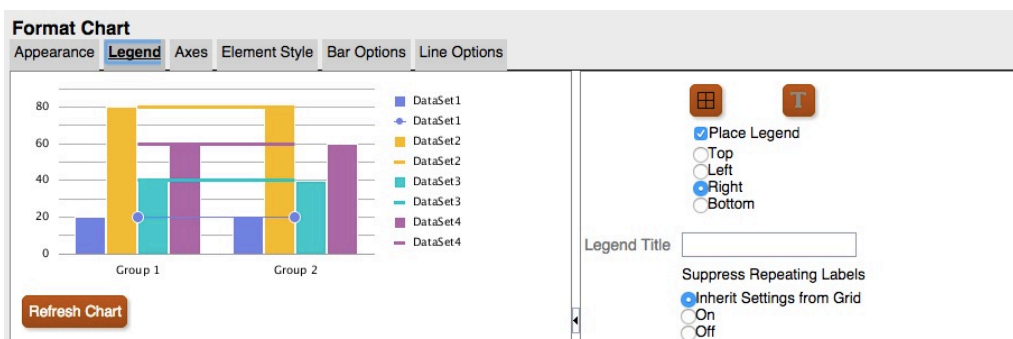 Format Chart
Appearance Legend Axes Element Style Bar Options Line Options
80
60
40
20
0
Group 1 Group 2
DataSet1
DataSet1
DataSet2
DataSet2
DataSet3
DataSet3
DataSet4
DataSet4
Refresh Chart
T
Place Legend
Top
Left
Right
Bottom
Legend Title
Suppress Repeating Labels
Inherit Settings from Grid
On
Off